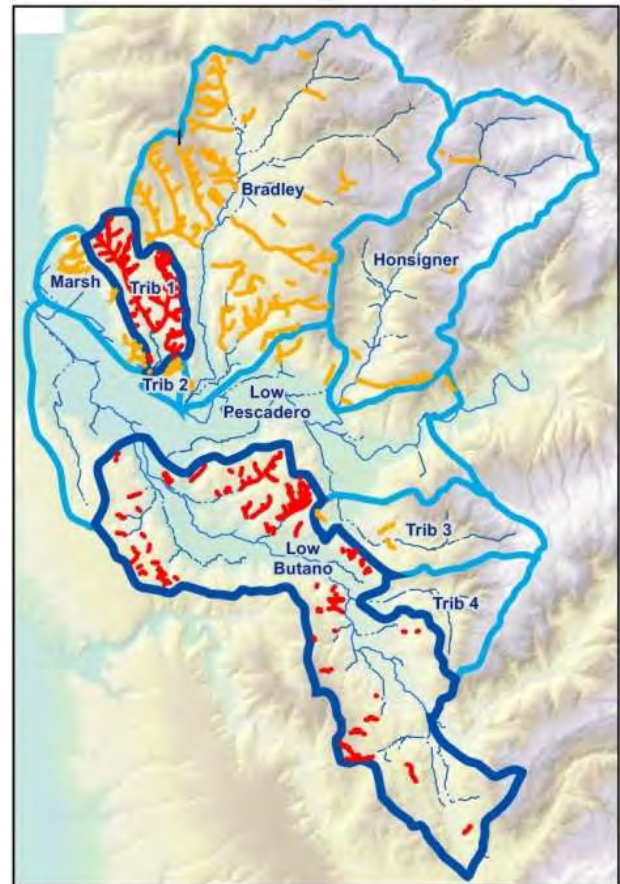 Bradley
Honsigner
Marsh
Trib 1
Trib 2
Low
Pescadero
Trib 3
Low
Butano
Trib 4